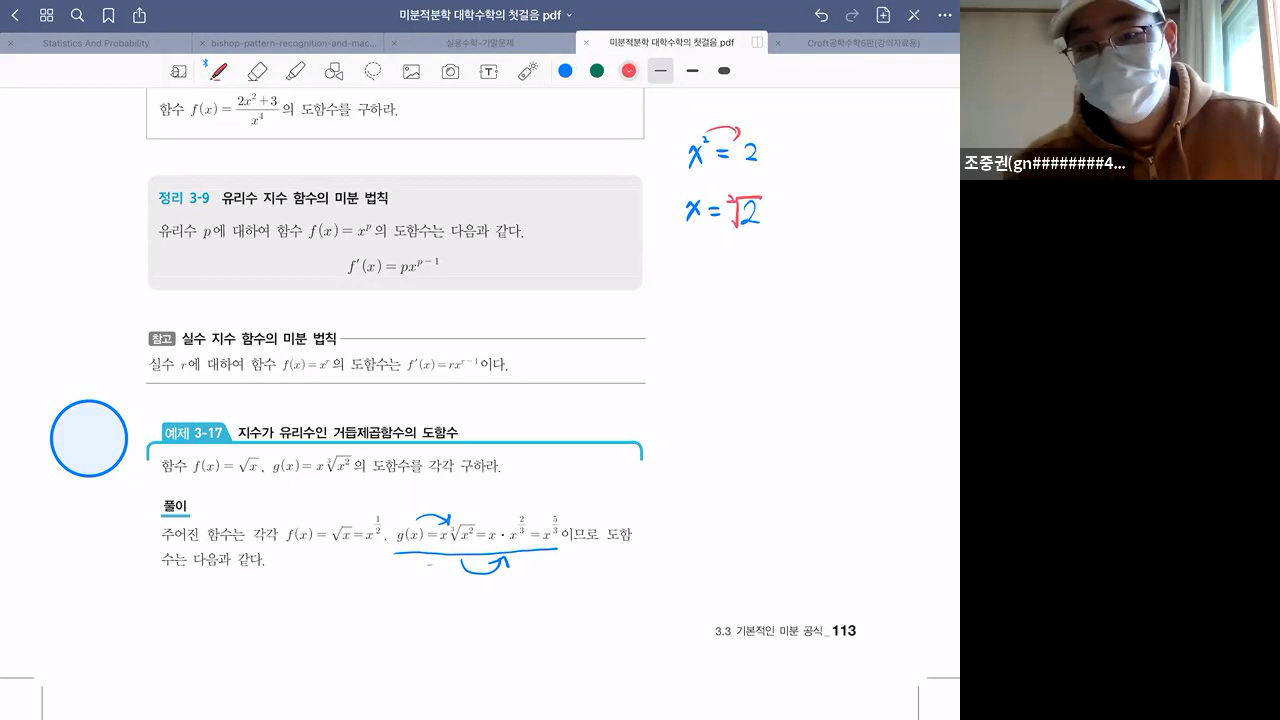 미분적분학 대학수학의 첫걸음 pdf
Statistics And Probability
bishop-pattern-recognition-and-mac...
실용수학-기말문제
미분적분학 대학수학의 첫걸음 pdf
Croft공학수학5판(강의자료용)
조중권(gn########4...
함수 f(x) = (2x²+3)/x⁴ 의 도함수를 구하라.
x² = 2
x = ²√2
정리 3-9 유리수 지수 함수의 미분 법칙
유리수 p에 대하여 함수 f(x) = xᵖ의 도함수는 다음과 같다.
f′(x) = pxᵖ⁻¹
참고 실수 지수 함수의 미분 법칙
실수 r에 대하여 함수 f(x) = xʳ의 도함수는 f′(x) = rxʳ⁻¹이다.
예제 3-17 지수가 유리수인 거듭제곱함수의 도함수
함수 f(x) = √x, g(x) = x∛x²의 도함수를 각각 구하라.
풀이
주어진 함수는 각각 f(x) = √x = x^(1/2), g(x) = x∛x² = x · x^(2/3) = x^(5/3)이므로 도함
수는 다음과 같다.
3.3 기본적인 미분 공식_113